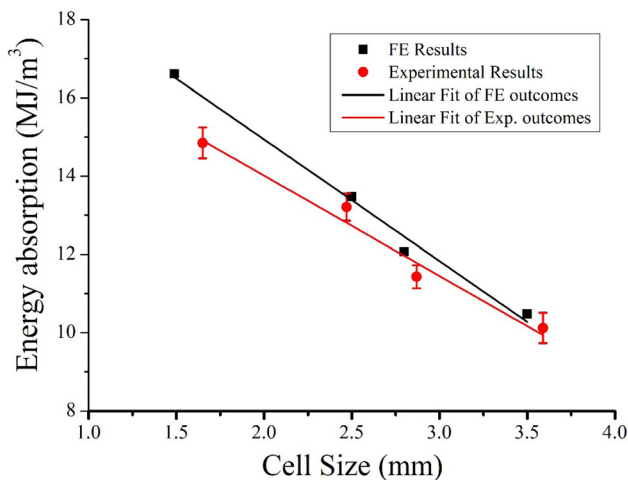 18
16
14
12
10
8
Energy absorption (MJ/m³)
FE Results
Experimental Results
Linear Fit of FE outcomes
Linear Fit of Exp. outcomes
1.0 1.5 2.0 2.5 3.0 3.5 4.0
Cell Size (mm)